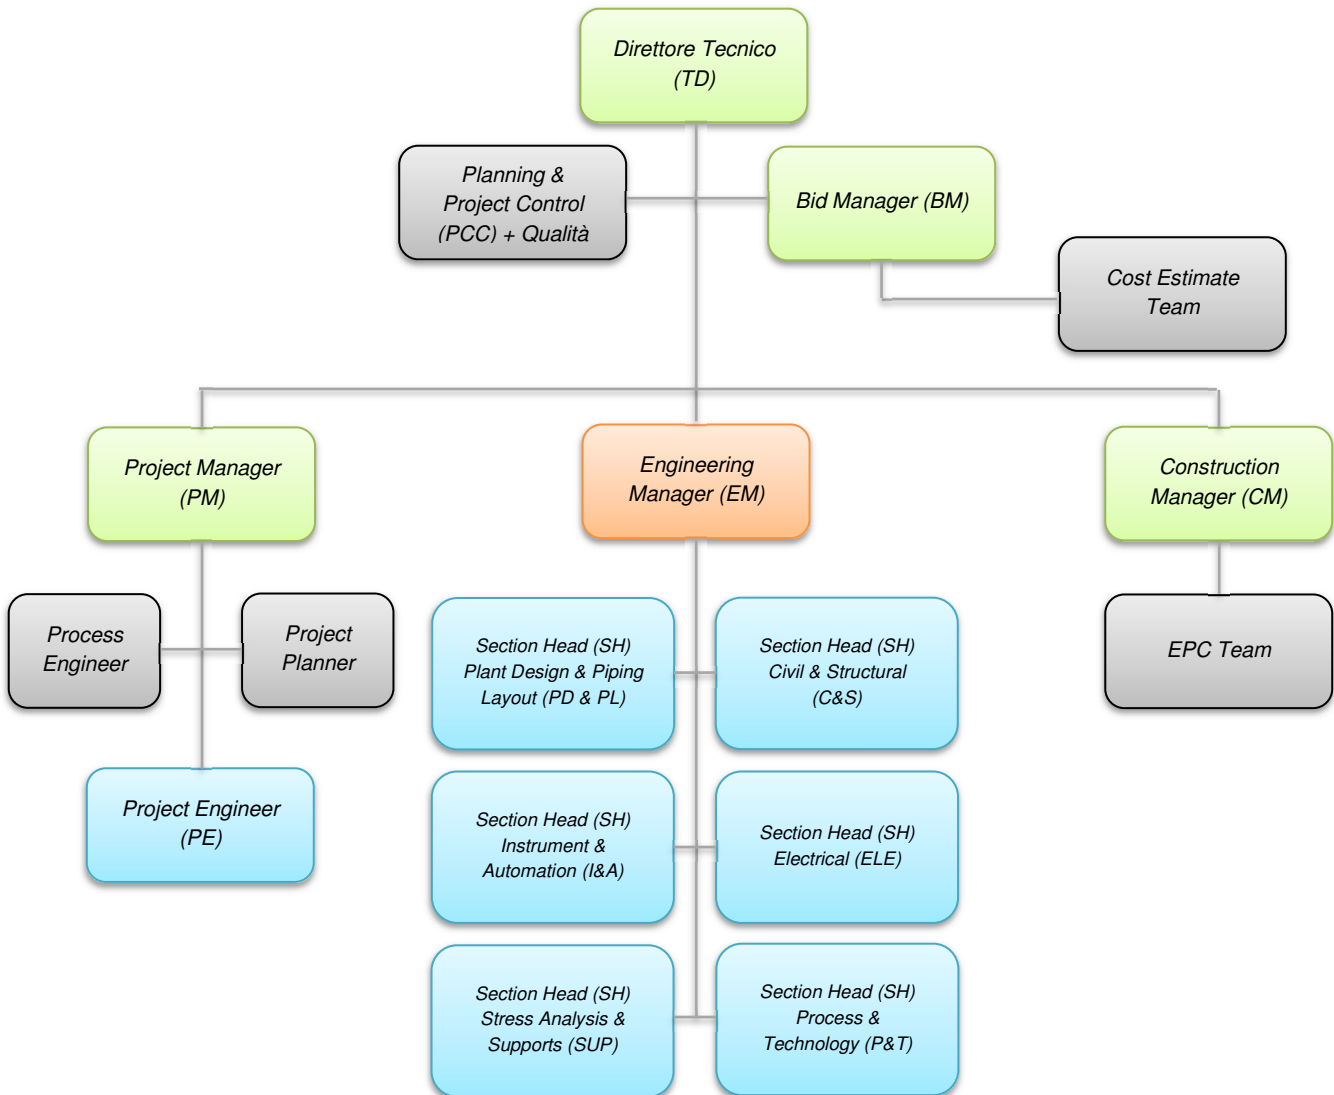 Direttore Tecnico
(TD)
Planning &
Project Control
(PCC) + Qualità
Bid Manager (BM)
Cost Estimate
Team
Project Manager
(PM)
Engineering
Manager (EM)
Construction
Manager (CM)
Process
Engineer
Project
Planner
Section Head (SH)
Plant Design & Piping
Layout (PD & PL)
Section Head (SH)
Civil & Structural
(C&S)
EPC Team
Project Engineer
(PE)
Section Head (SH)
Instrument &
Automation (I&A)
Section Head (SH)
Electrical (ELE)
Section Head (SH)
Stress Analysis &
Supports (SUP)
Section Head (SH)
Process &
Technology (P&T)